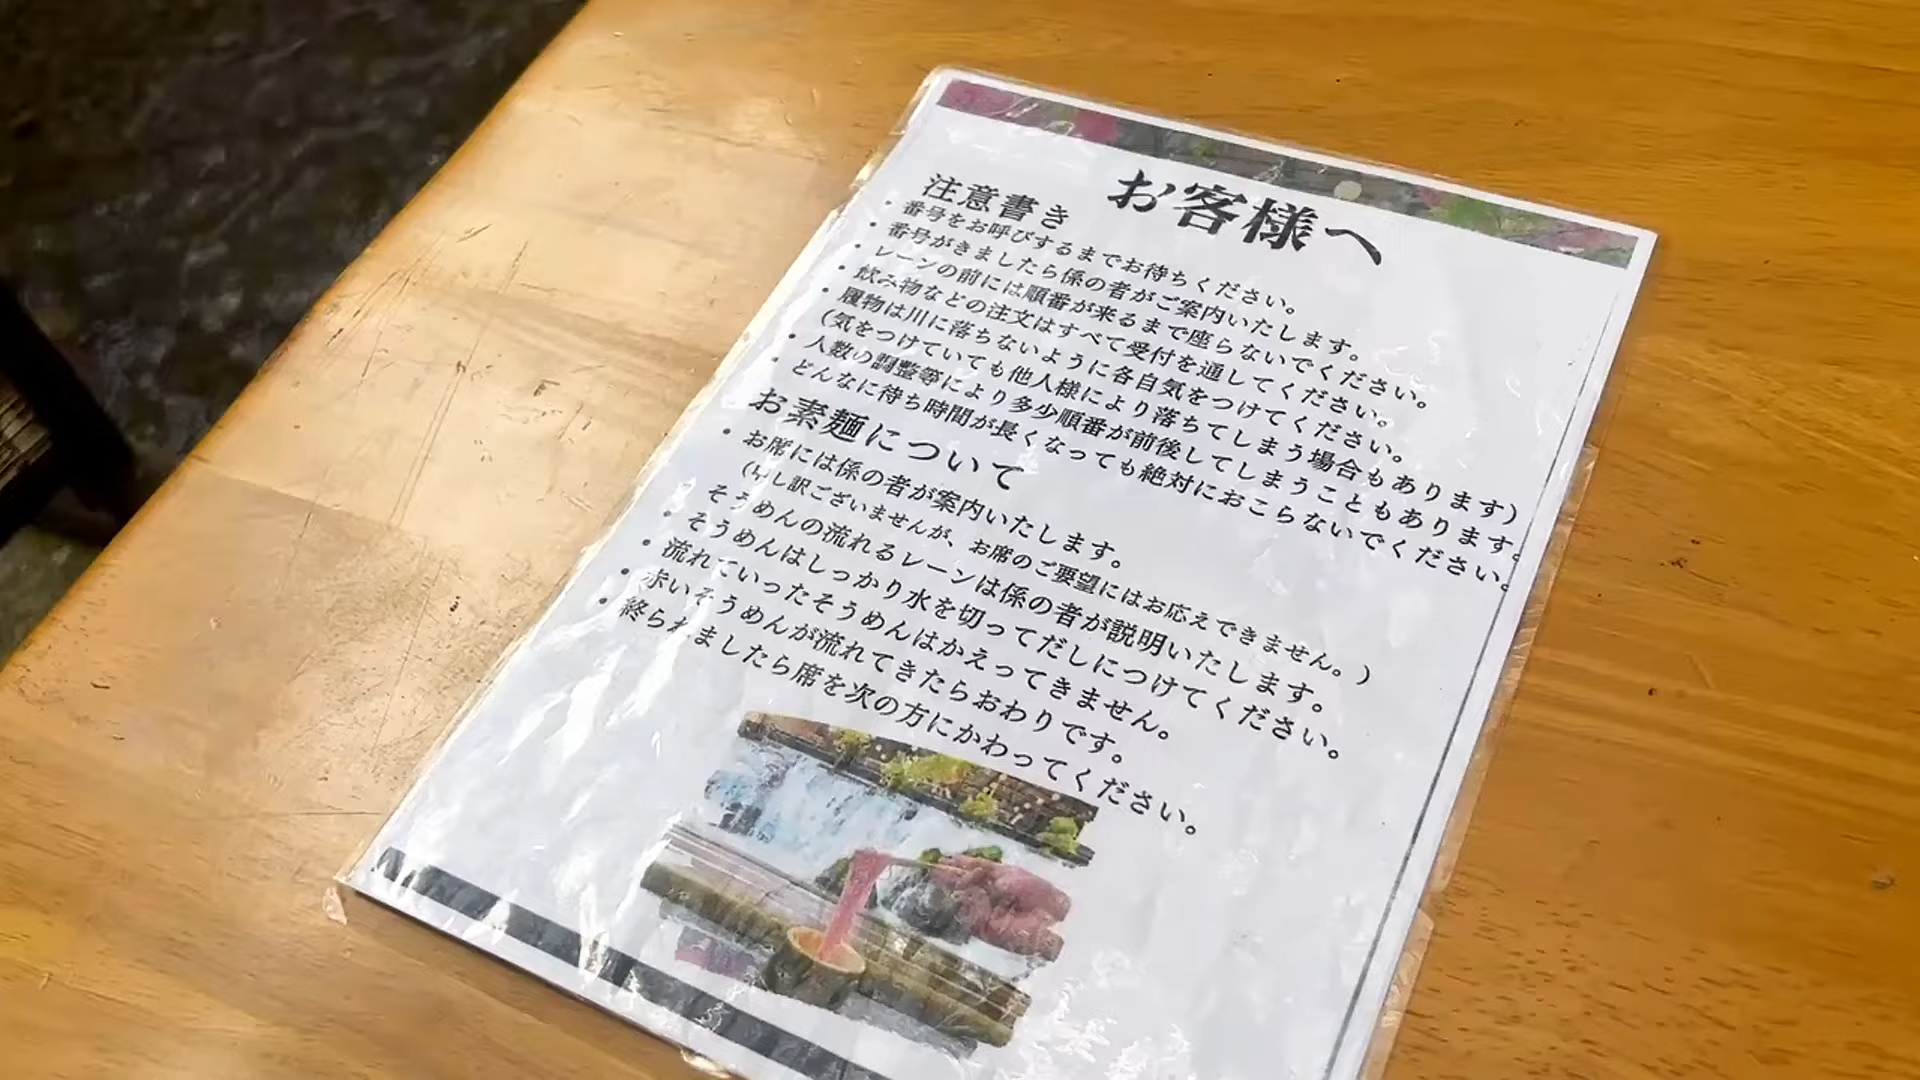 お客様へ
注意書き
・番号をお呼びするまでお待ちください。
・番号がきましたら係の者がご案内いたします。
・レーンの前には順番が来るまで座らないでください。
・飲み物などの注文はすべて受付を通してください。
・履物は川に落ちないように各自気をつけてください。
(気をつけていても他人様により落ちてしまう場合もあります)
・人数の調整等により多少順番が前後してしまうこともあります。
・どんなに待ち時間が長くなっても絶対におこらないでください。
お素麺について
・お席には係の者が案内いたします。
(申し訳ございませんが、お席のご要望にはお応えできません。)
・そうめんの流れるレーンは係の者が説明いたします。
・そうめんはしっかり水を切ってだしにつけてください。
・流れていったそうめんはかえってきません。
・赤いそうめんが流れてきたらおわりです。
・終られましたら席を次の方にかわってください。